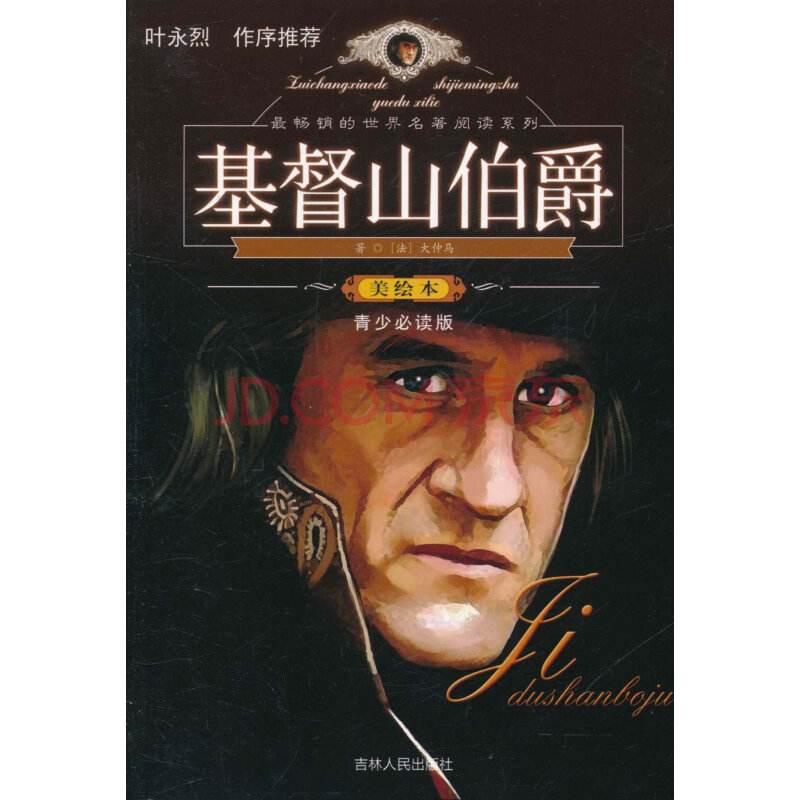 叶永烈 作序推荐
Zuichangxiaode shijiemingzhu
yuedu xilie
最畅销的世界名著阅读系列
基督山伯爵
著 ◎ [法] 大仲马
美绘本
青少必读版
JD.COM 京东
Ji
dushanboju
吉林人民出版社